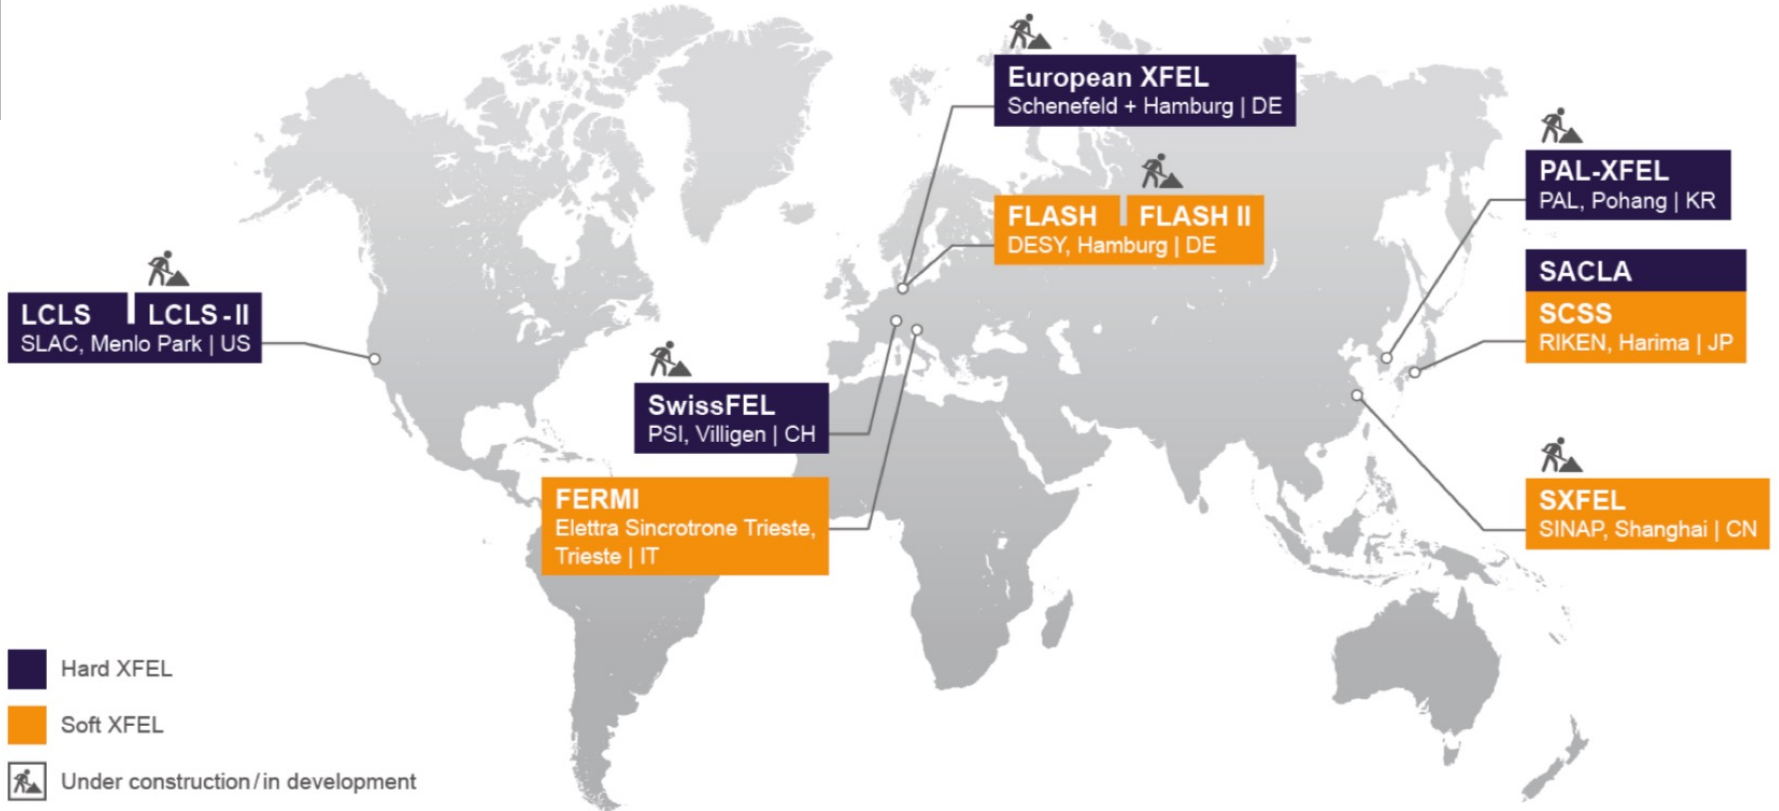 European XFEL
Schenefeld + Hamburg | DE
PAL-XFEL
PAL, Pohang | KR
FLASH FLASH II
DESY, Hamburg | DE
SACLA
SCSS
RIKEN, Harima | JP
LCLS LCLS-II
SLAC, Menlo Park | US
SwissFEL
PSI, Villigen | CH
FERMI
Elettra Sincrotrone Trieste,
Trieste | IT
SXFEL
SINAP, Shanghai | CN
Hard XFEL
Soft XFEL
Under construction/in development